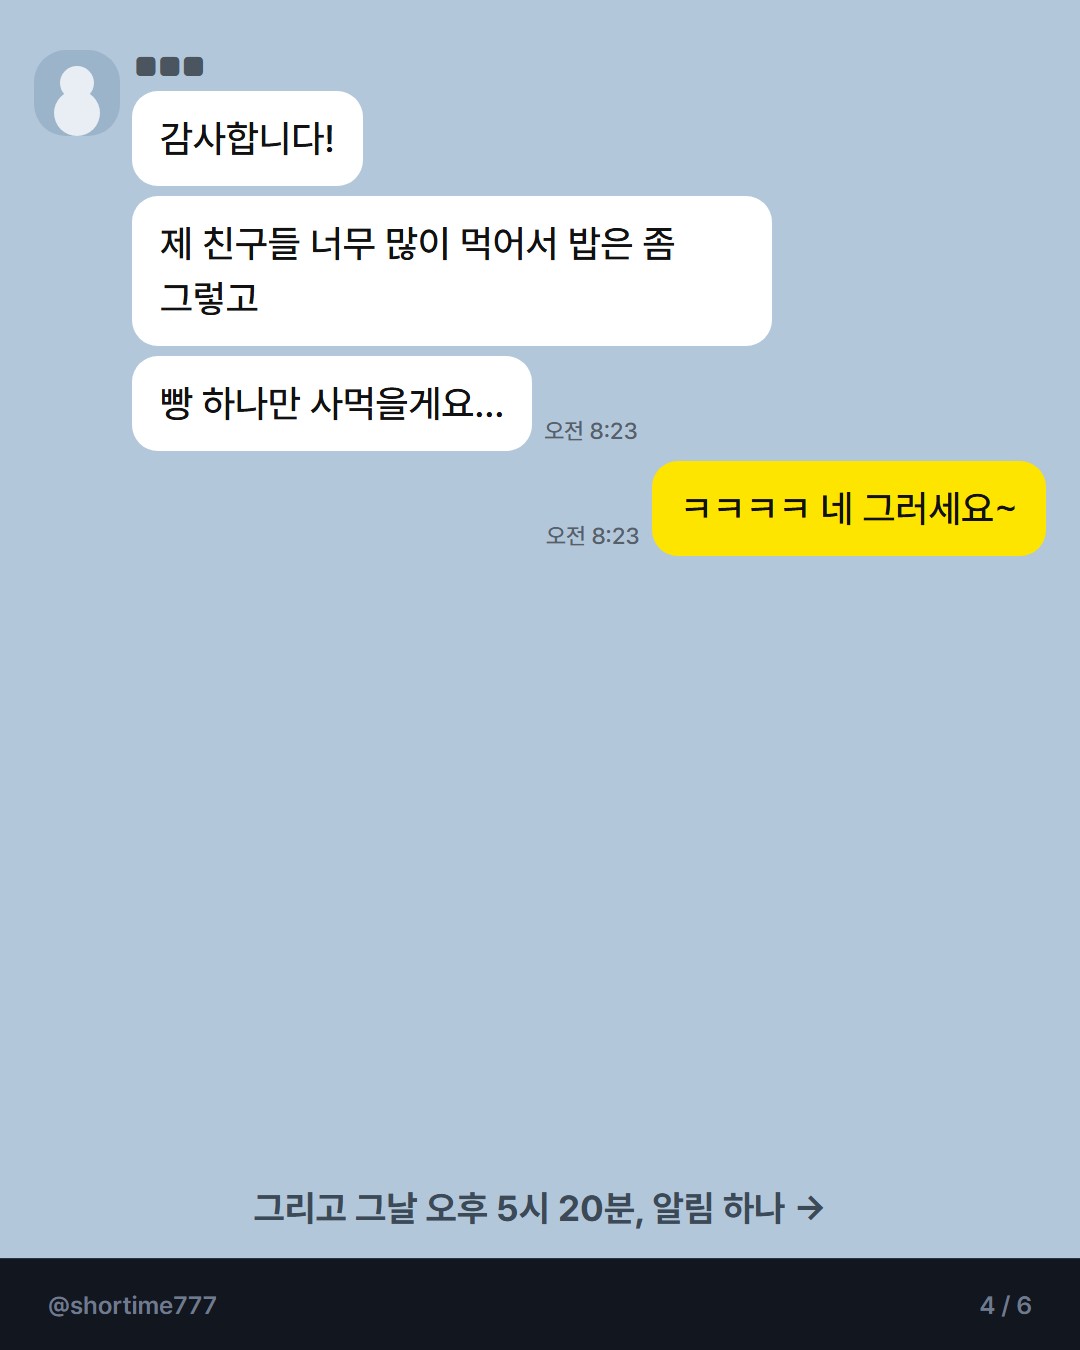 감사합니다!
제 친구들 너무 많이 먹어서 밥은 좀
그렇고
빵 하나만 사먹을게요...
오전 8:23
ㅋㅋㅋㅋ 네 그러세요~
오전 8:23
그리고 그날 오후 5시 20분, 알림 하나 →
@shortime777
4 / 6